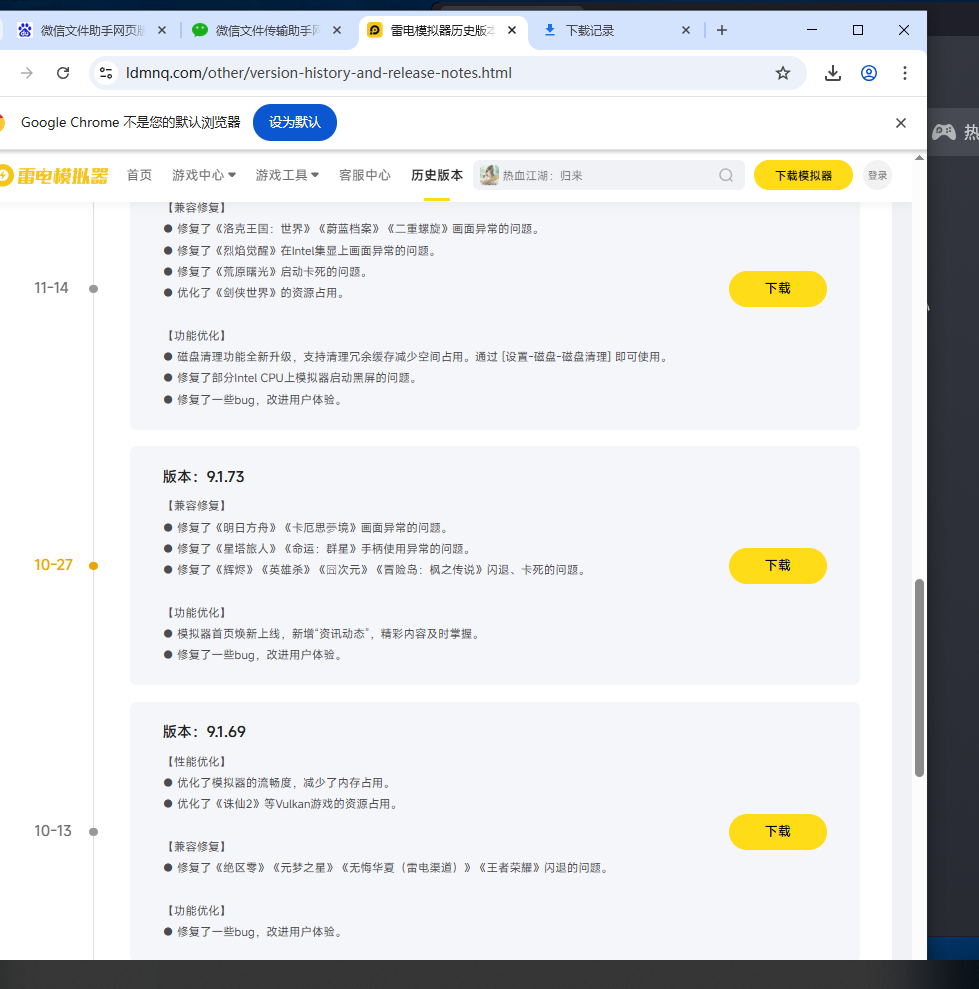 微信文件助手网页版
微信文件传输助手网
雷电模拟器历史版本
下载记录
ldmnq.com/other/version-history-and-release-notes.html
Google Chrome 不是您的默认浏览器
设为默认
热
雷电模拟器
首页
游戏中心
游戏工具
客服中心
历史版本
热血江湖：归来
下载模拟器
登录
【兼容修复】
● 修复了《洛克王国：世界》《蔚蓝档案》《二重螺旋》画面异常的问题。
● 修复了《烈焰觉醒》在Intel集显上画面异常的问题。
● 修复了《荒原曙光》启动卡死的问题。
11-14
下载
● 优化了《剑侠世界》的资源占用。
【功能优化】
● 磁盘清理功能全新升级，支持清理冗余缓存减少空间占用。通过 [设置-磁盘-磁盘清理] 即可使用。
● 修复了部分Intel CPU上模拟器启动黑屏的问题。
● 修复了一些bug，改进用户体验。
版本：9.1.73
【兼容修复】
● 修复了《明日方舟》《卡厄思夢境》画面异常的问题。
● 修复了《星塔旅人》《命运：群星》手柄使用异常的问题。
10-27
下载
● 修复了《辉烬》《英雄杀》《囧次元》《冒险岛：枫之传说》闪退、卡死的问题。
【功能优化】
● 模拟器首页焕新上线，新增“资讯动态”，精彩内容及时掌握。
● 修复了一些bug，改进用户体验。
版本：9.1.69
【性能优化】
● 优化了模拟器的流畅度，减少了内存占用。
● 优化了《诛仙2》等Vulkan游戏的资源占用。
10-13
下载
【兼容修复】
● 修复了《绝区零》《元梦之星》《无悔华夏（雷电渠道）》《王者荣耀》闪退的问题。
【功能优化】
● 修复了一些bug，改进用户体验。